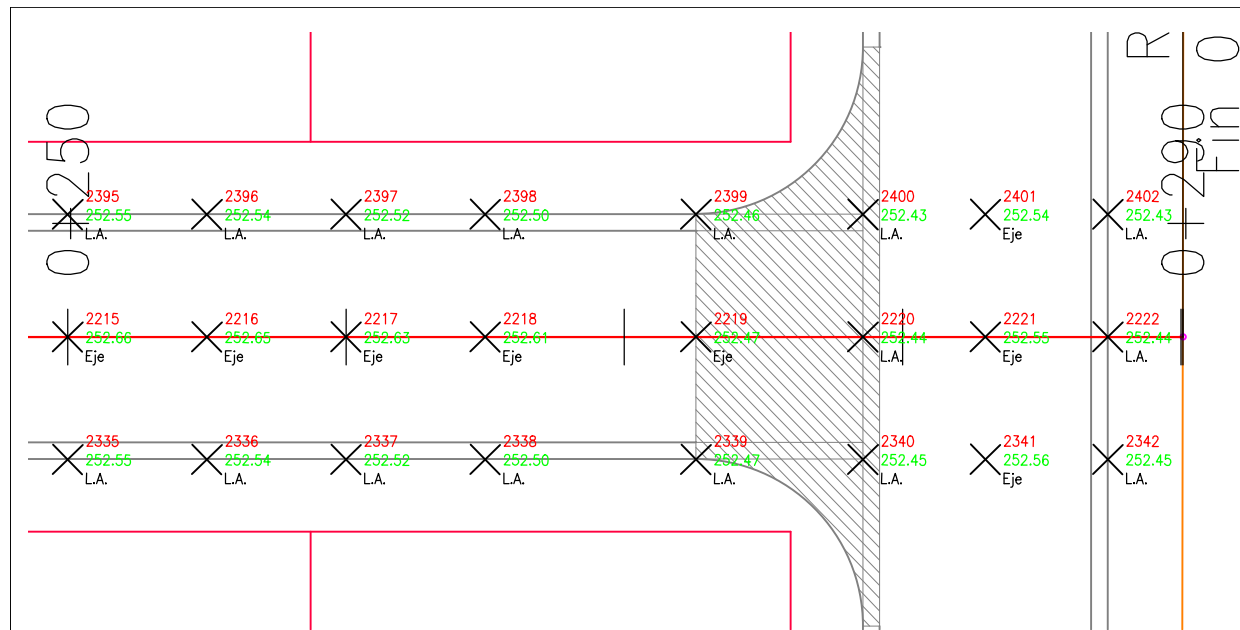 0+250
R
0+290
Fin 0
2395
252.55
L.A.
2396
252.54
L.A.
2397
252.52
L.A.
2398
252.50
L.A.
2399
252.46
L.A.
2400
252.43
L.A.
2401
252.54
Eje
2402
252.43
L.A.
2215
252.66
Eje
2216
252.65
Eje
2217
252.63
Eje
2218
252.61
Eje
2219
252.47
Eje
2220
252.44
L.A.
2221
252.55
Eje
2222
252.44
L.A.
2335
252.55
L.A.
2336
252.54
L.A.
2337
252.52
L.A.
2338
252.50
L.A.
2339
252.47
L.A.
2340
252.45
L.A.
2341
252.56
Eje
2342
252.45
L.A.